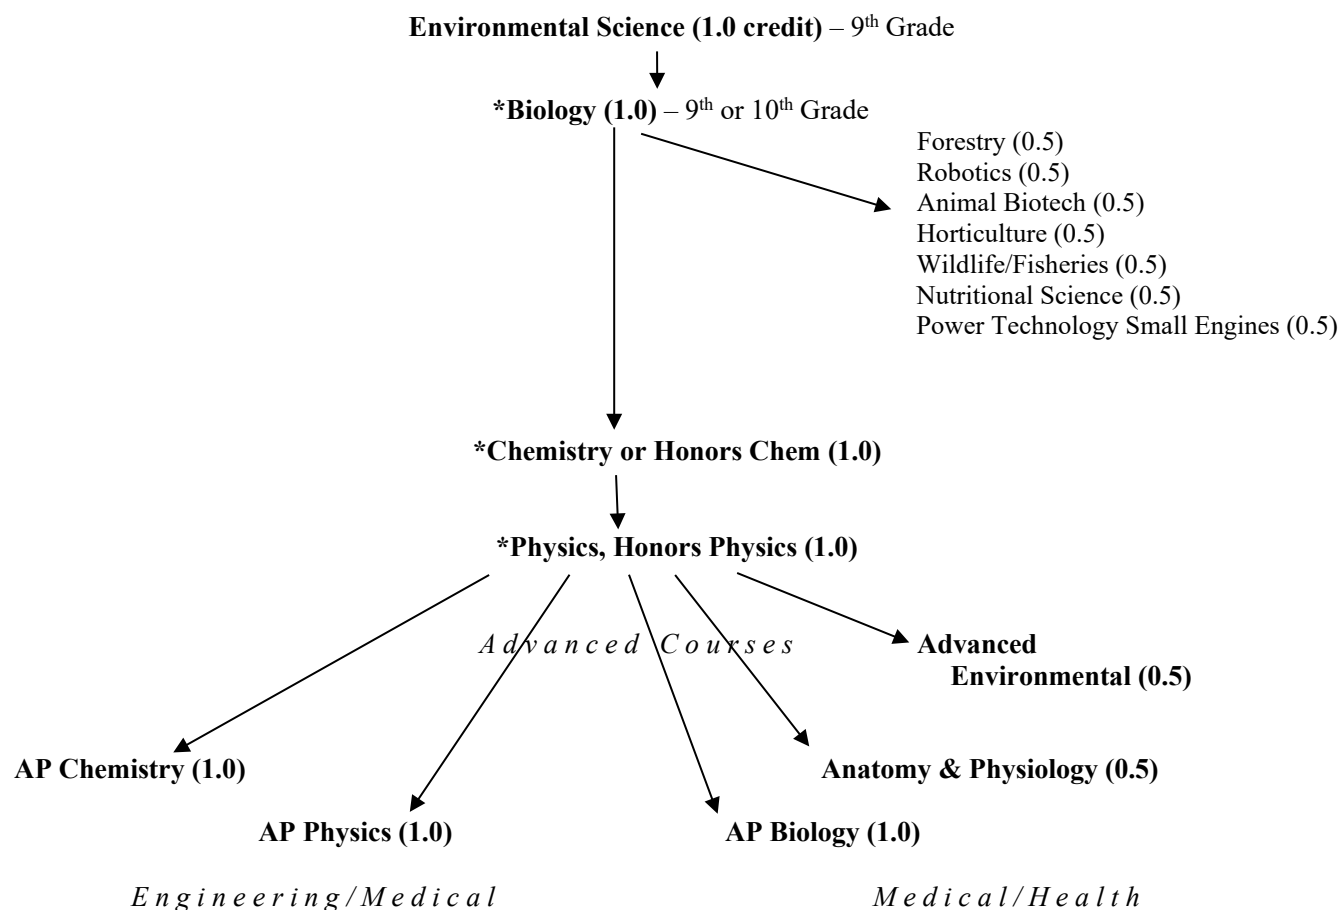 Environmental Science (1.0 credit) – 9th Grade
*Biology (1.0) – 9th or 10th Grade
Forestry (0.5)
Robotics (0.5)
Animal Biotech (0.5)
Horticulture (0.5)
Wildlife/Fisheries (0.5)
Nutritional Science (0.5)
Power Technology Small Engines (0.5)
*Chemistry or Honors Chem (1.0)
*Physics, Honors Physics (1.0)
Advanced Courses
Advanced
Environmental (0.5)
AP Chemistry (1.0)
Anatomy & Physiology (0.5)
AP Physics (1.0)
AP Biology (1.0)
Engineering/Medical
Medical/Health